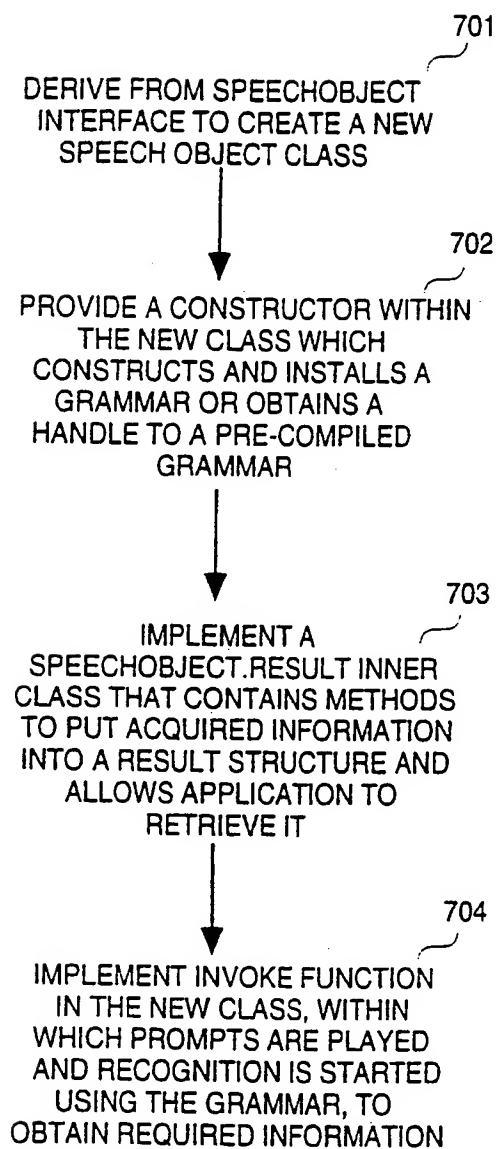 701
DERIVE FROM SPEECHOBJECT
INTERFACE TO CREATE A NEW
SPEECH OBJECT CLASS
702
PROVIDE A CONSTRUCTOR WITHIN
THE NEW CLASS WHICH
CONSTRUCTS AND INSTALLS A
GRAMMAR OR OBTAINS A
HANDLE TO A PRE-COMPILED
GRAMMAR
703
IMPLEMENT A
SPEECHOBJECT.RESULT INNER
CLASS THAT CONTAINS METHODS
TO PUT ACQUIRED INFORMATION
INTO A RESULT STRUCTURE AND
ALLOWS APPLICATION TO
RETRIEVE IT
704
IMPLEMENT INVOKE FUNCTION
IN THE NEW CLASS, WITHIN
WHICH PROMPTS ARE PLAYED
AND RECOGNITION IS STARTED
USING THE GRAMMAR, TO
OBTAIN REQUIRED INFORMATION